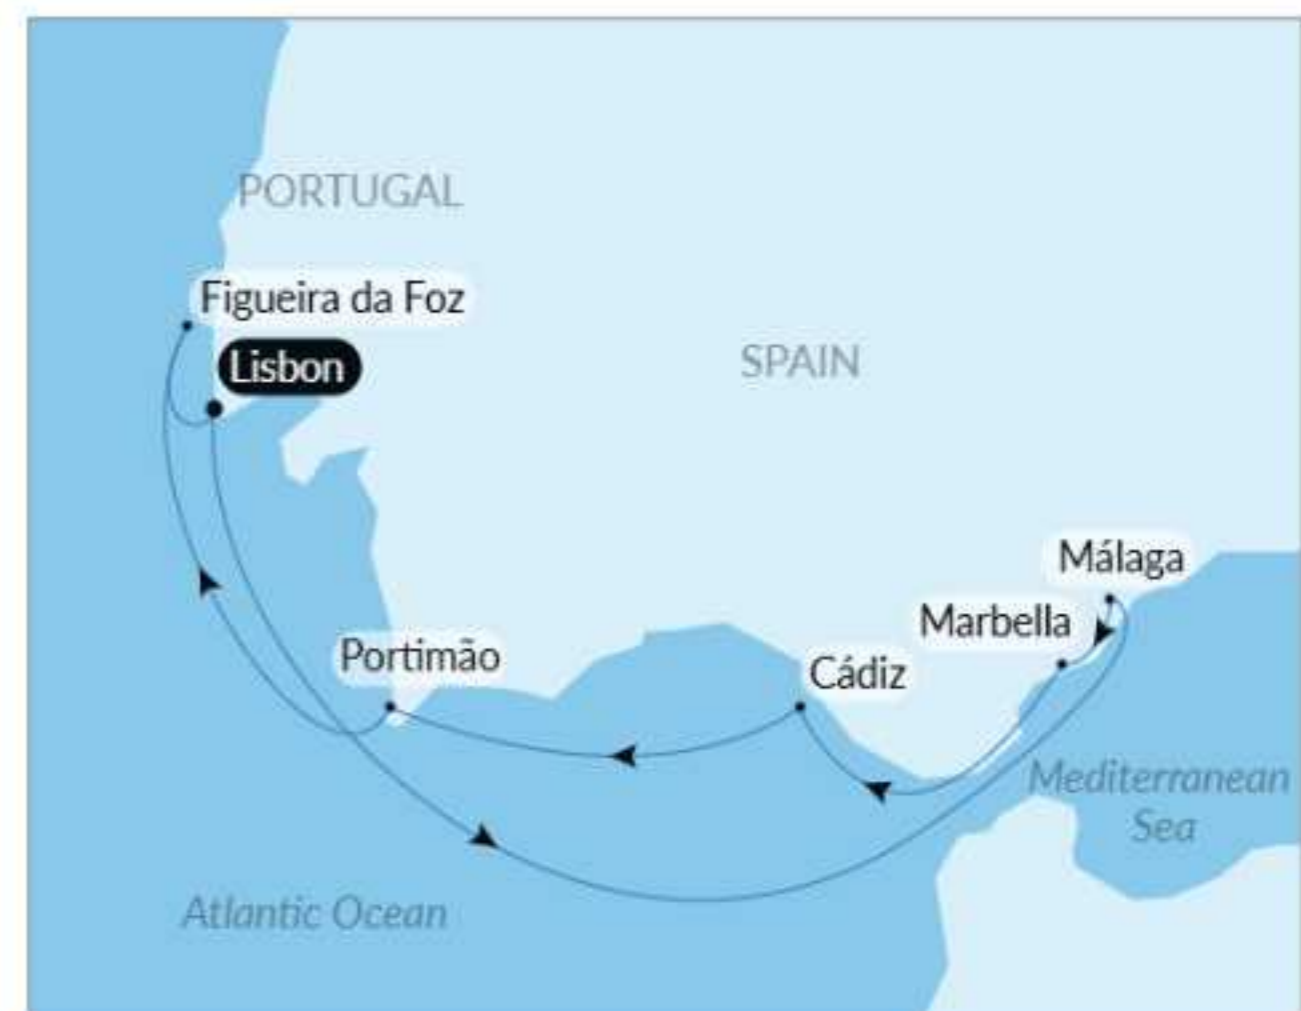 PORTUGAL
Figueira da Foz
Lisbon
SPAIN
Málaga
Marbella
Portimão
Cádiz
Mediterranean
Sea
Atlantic Ocean